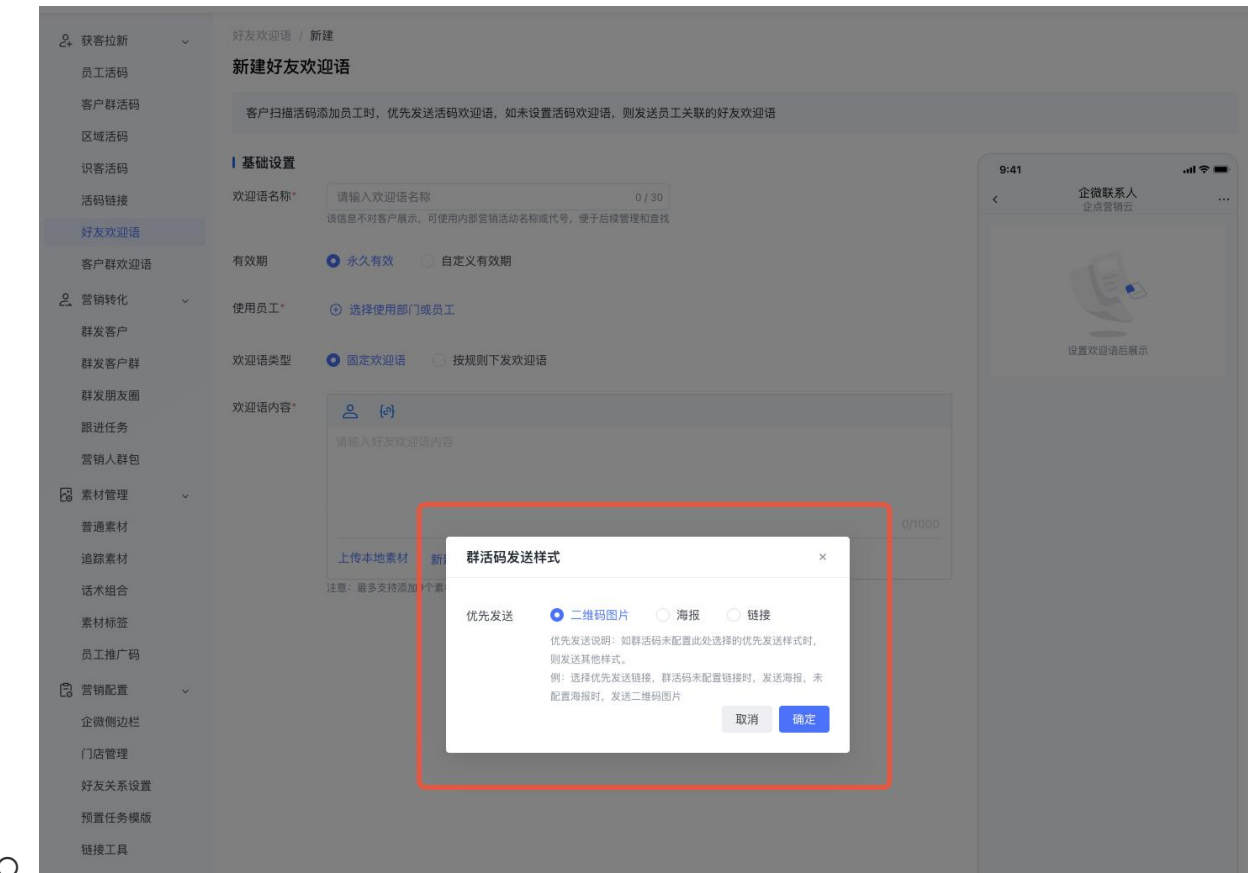 获客拉新
员工活码
客户群活码
区域活码
识客活码
活码链接
好友欢迎语
客户群欢迎语
营销转化
群发客户
群发客户群
群发朋友圈
跟进任务
营销人群包
素材管理
普通素材
追踪素材
话术组合
素材标签
员工推广码
营销配置
企微侧边栏
门店管理
好友关系设置
预置任务模版
链接工具
好友欢迎语 / 新建
新建好友欢迎语
客户扫描活码添加员工时，优先发送活码欢迎语，如未设置活码欢迎语，则发送员工关联的好友欢迎语
基础设置
欢迎语名称* 请输入欢迎语名称 0 / 30
该信息不对客户展示，可使用内部营销活动名称或代号，便于后续管理和查找
有效期 永久有效 自定义有效期
使用员工* 选择使用部门或员工
欢迎语类型 固定欢迎语 按规则下发欢迎语
欢迎语内容*
请输入好友欢迎语内容
0/1000
上传本地素材 新
注意：最多支持添加9个素
群活码发送样式 ×
优先发送 二维码图片 海报 链接
优先发送说明：如群活码未配置此处选择的优先发送样式时，
则发送其他样式。
例：选择优先发送链接，群活码未配置链接时，发送海报，未
配置海报时，发送二维码图片
取消 确定
9:41
企微联系人
企点营销云
设置欢迎语后展示